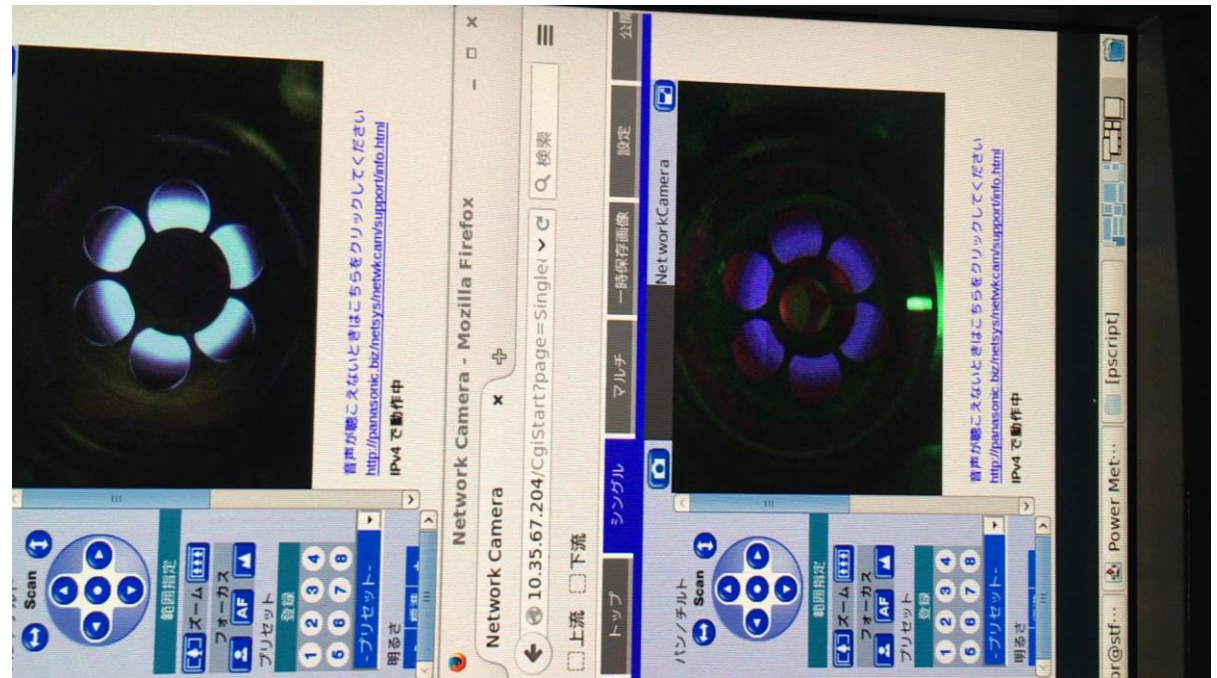 Scan
範囲指定
ズーム
フォーカス
AF
プリセット
登録
1 2 3 4
5 6 7 8
-プリセット-
明るさ
標準
音声が聴こえないときはこちらをクリックしてください
http://panasonic.biz/netsys/netwkcam/support/info.html
IPv4 で動作中
Network Camera - Mozilla Firefox
Network Camera
10.35.67.204/CgiStart?page=Single
検索
上流 下流
トップ シングル マルチ 一時保存画像 設定 公開
NetworkCamera
パン/チルト
Scan
範囲指定
ズーム
フォーカス
AF
プリセット
登録
1 2 3 4
5 6 7 8
-プリセット-
明るさ
音声が聴こえないときはこちらをクリックしてください
http://panasonic.biz/netsys/netwkcam/support/info.html
IPv4 で動作中
or@stf… Power Met… [pscript]